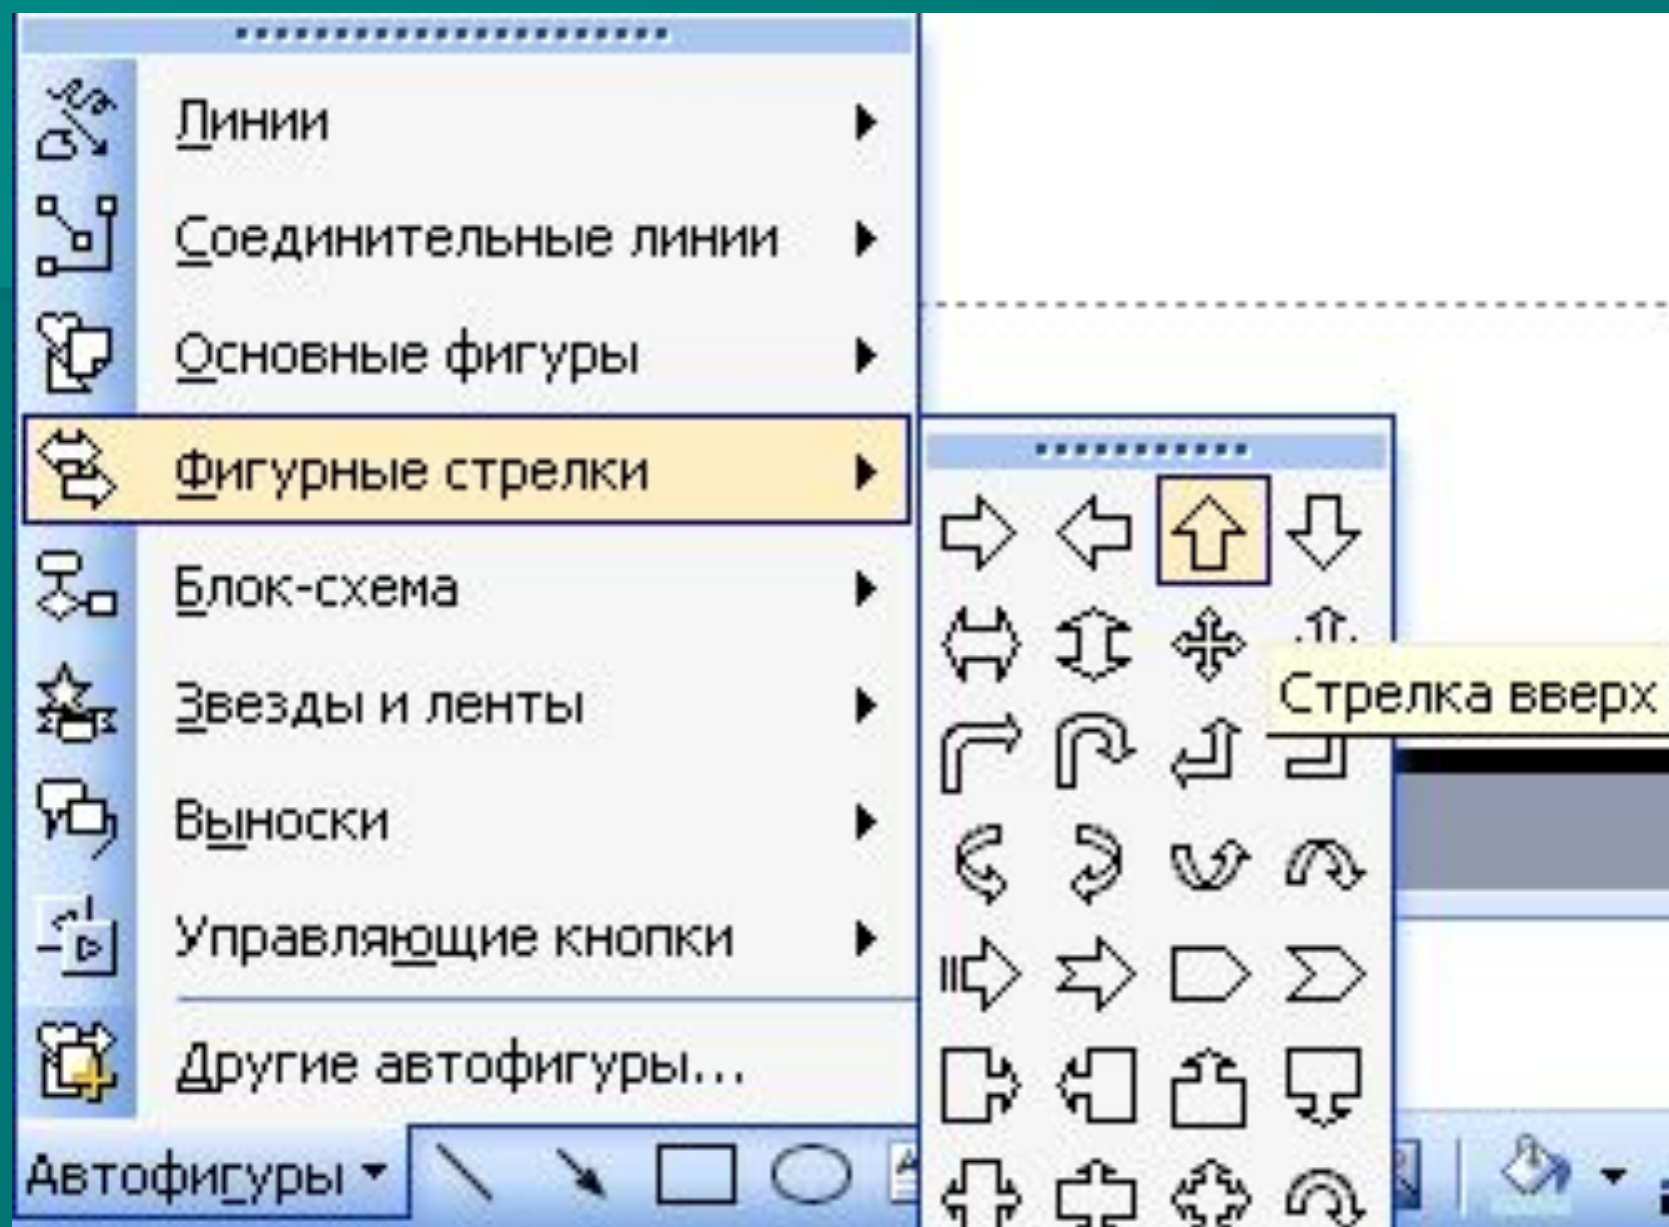 Линии
Соединительные линии
Основные фигуры
Фигурные стрелки
Блок-схема
Звезды и ленты
Стрелка вверх
Выноски
Управляющие кнопки
Другие автофигуры...
Автофигуры